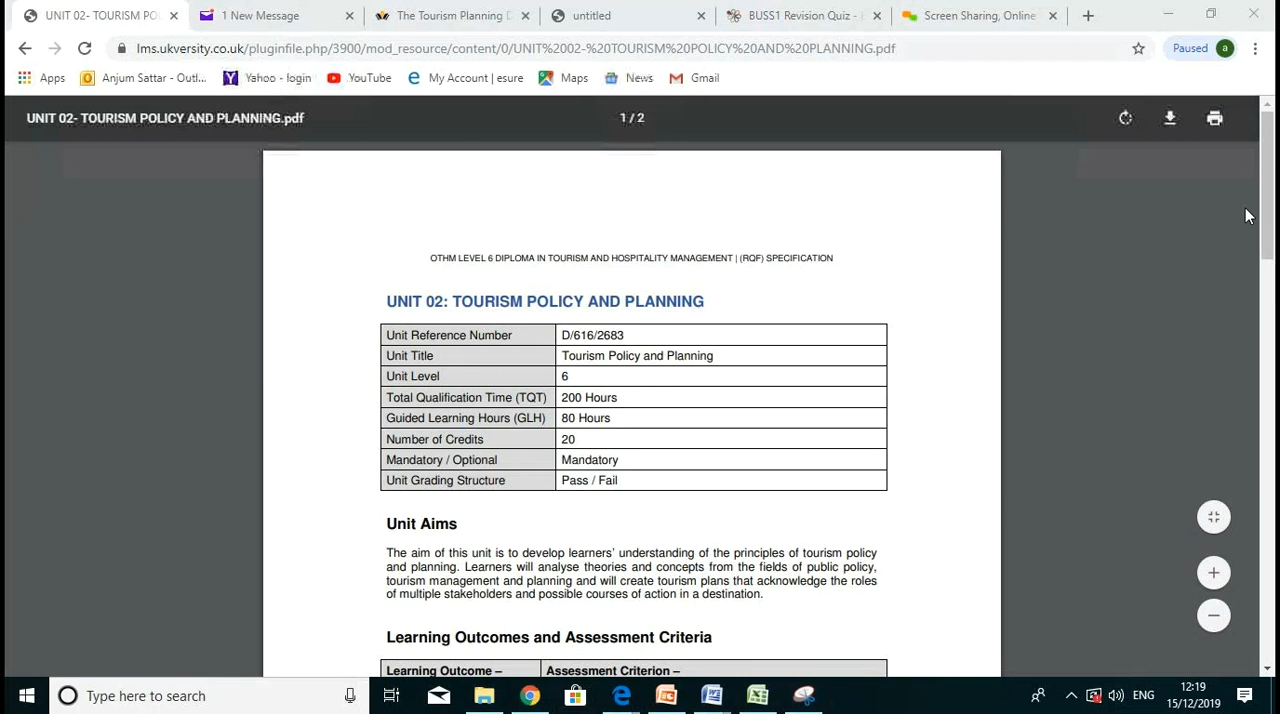 UNIT 02- TOURISM PO
1 New Message
The Tourism Planning D
untitled
BUSS1 Revision Quiz -
Screen Sharing, Online
lms.ukversity.co.uk/pluginfile.php/3900/mod_resource/content/0/UNIT%2002-%20TOURISM%20POLICY%20AND%20PLANNING.pdf
Paused a
Apps
Anjum Sattar - Outl...
Yahoo - login
YouTube
My Account | esure
Maps
News
Gmail
UNIT 02- TOURISM POLICY AND PLANNING.pdf
1 / 2
OTHM LEVEL 6 DIPLOMA IN TOURISM AND HOSPITALITY MANAGEMENT | (RQF) SPECIFICATION
UNIT 02: TOURISM POLICY AND PLANNING
Unit Reference Number D/616/2683
Unit Title Tourism Policy and Planning
Unit Level 6
Total Qualification Time (TQT) 200 Hours
Guided Learning Hours (GLH) 80 Hours
Number of Credits 20
Mandatory / Optional Mandatory
Unit Grading Structure Pass / Fail
Unit Aims
The aim of this unit is to develop learners' understanding of the principles of tourism policy
and planning. Learners will analyse theories and concepts from the fields of public policy,
tourism management and planning and will create tourism plans that acknowledge the roles
of multiple stakeholders and possible courses of action in a destination.
Learning Outcomes and Assessment Criteria
Learning Outcome – Assessment Criterion –
Type here to search
ENG
12:19
15/12/2019